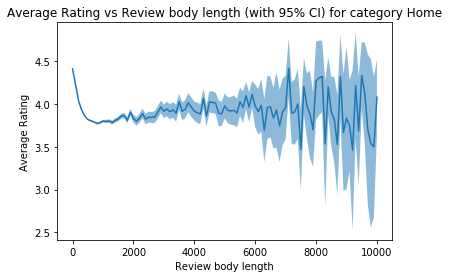 Average Rating vs Review body length (with 95% CI) for category Home
4.5
4.0
3.5
3.0
2.5
Average Rating
0 2000 4000 6000 8000 10000
Review body length